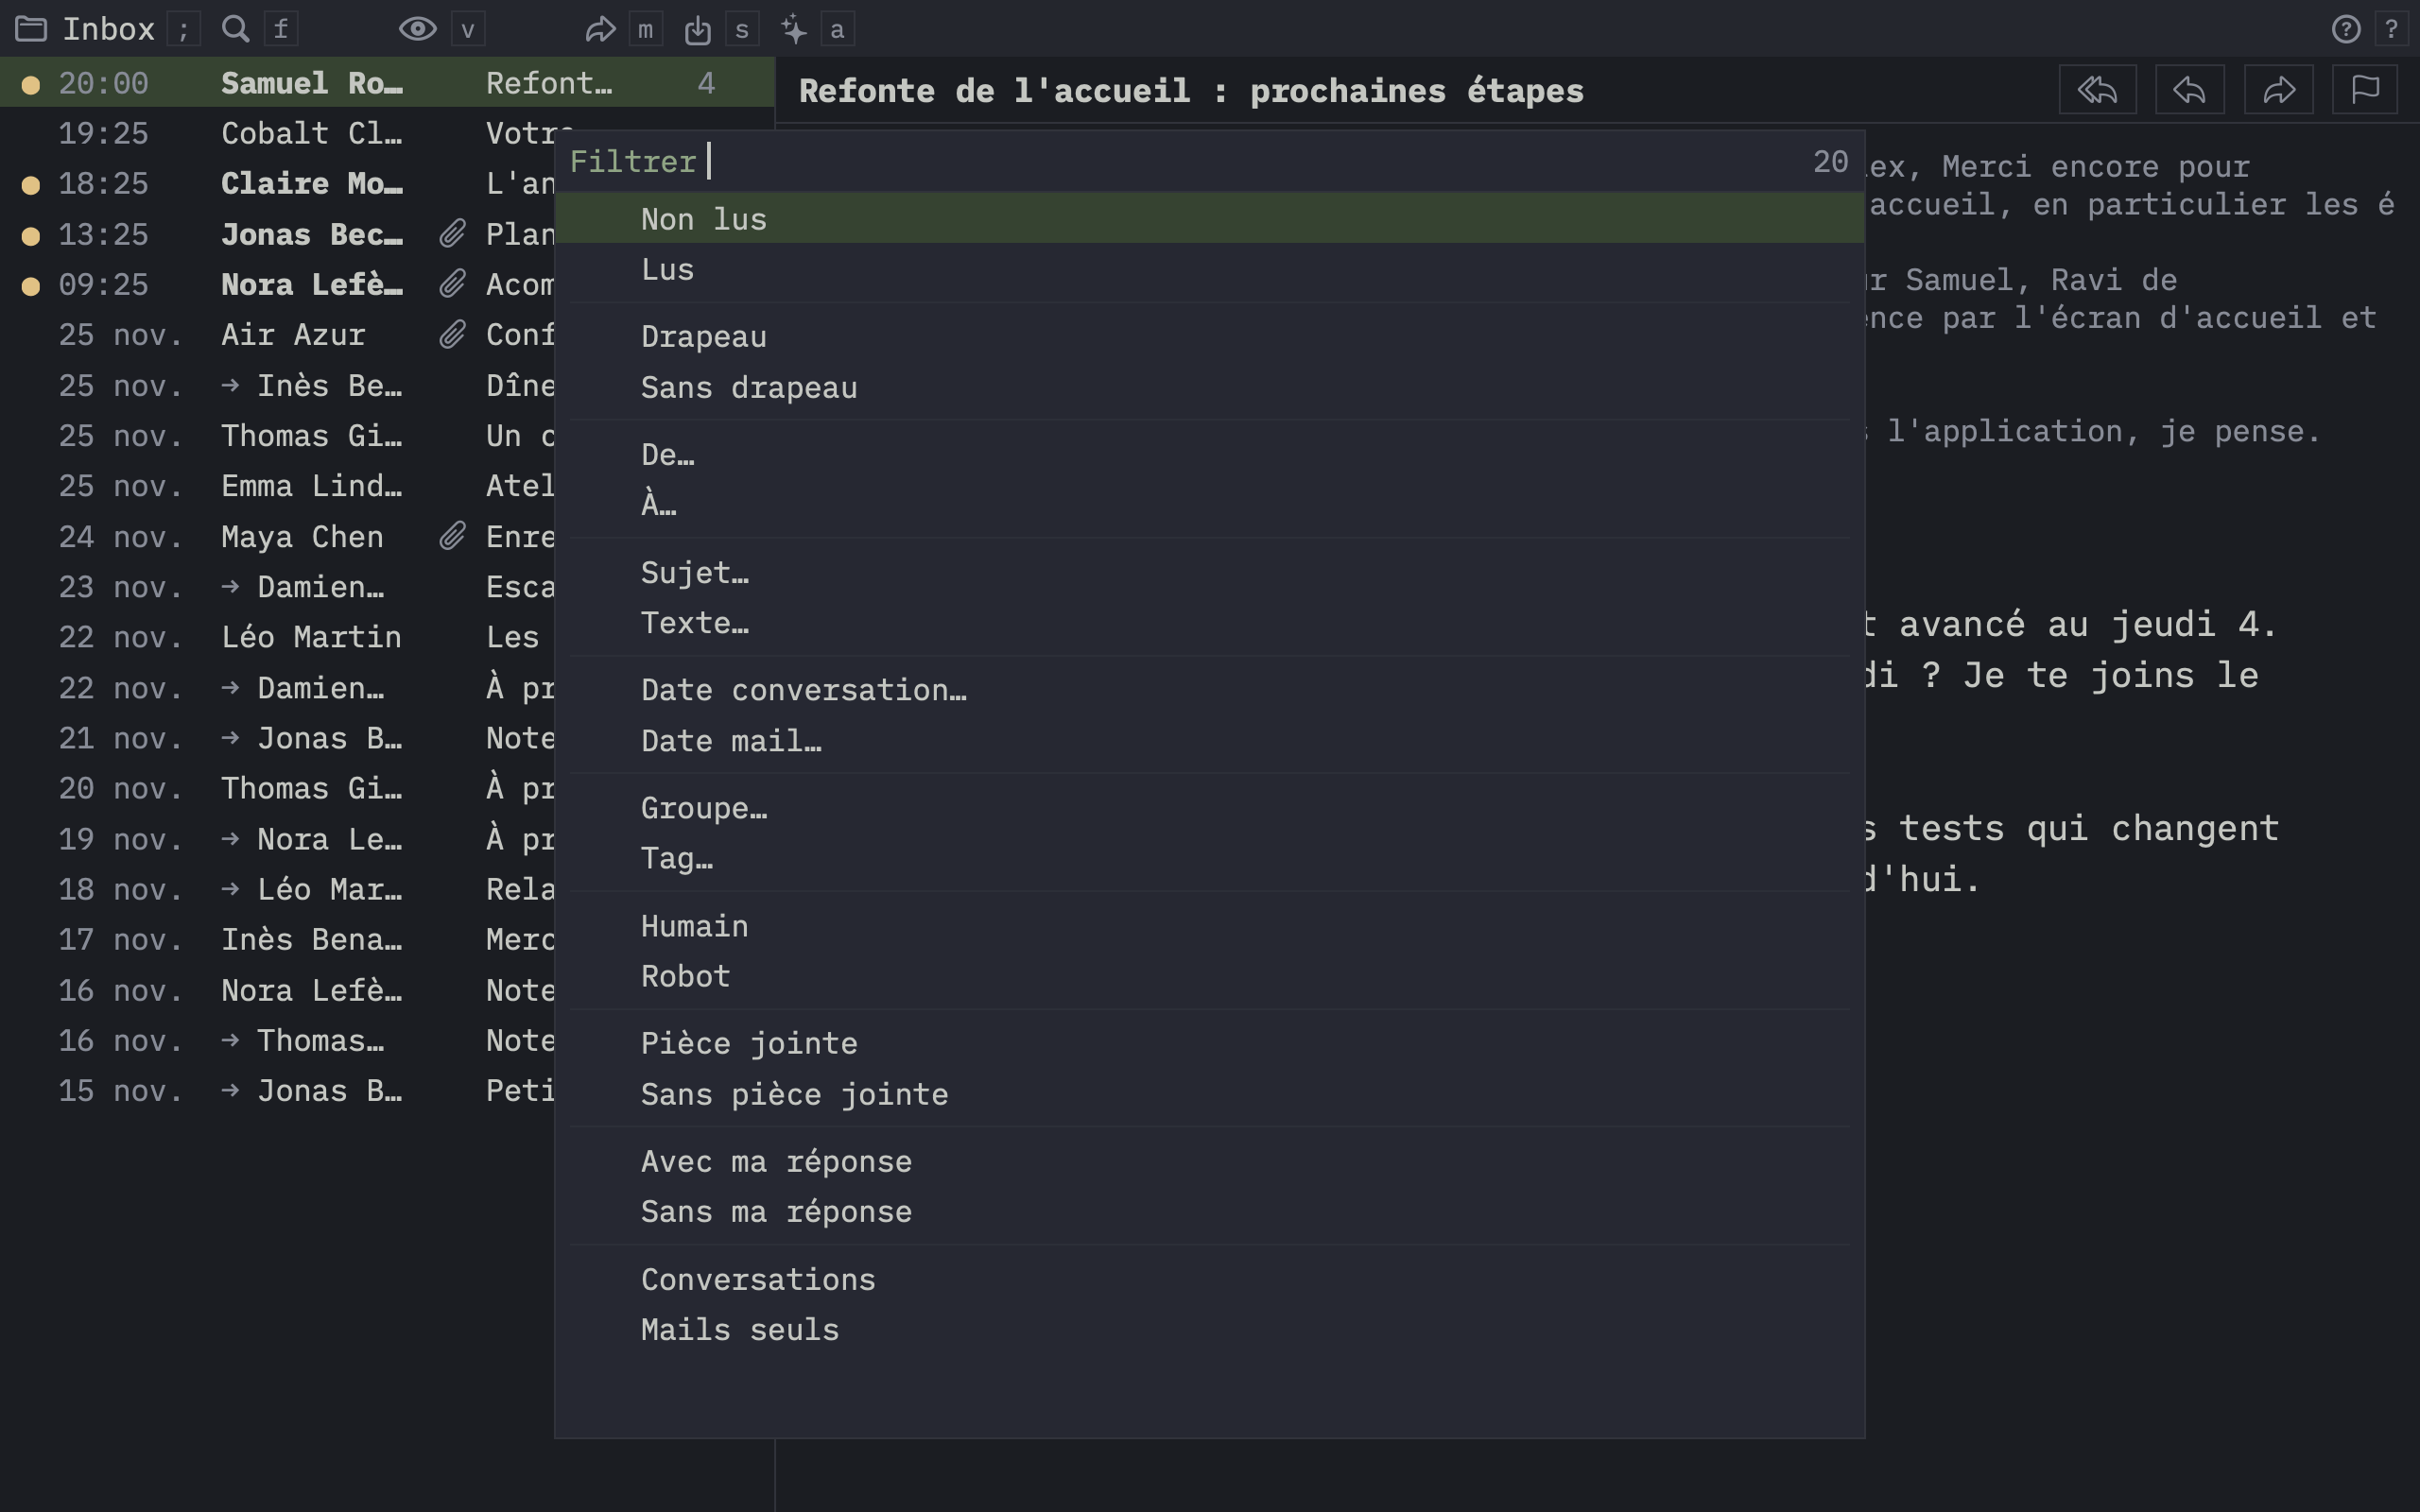 Inbox ; f v m s a ?
20:00 Samuel Ro… Refont… 4
19:25 Cobalt Cl… Votre
18:25 Claire Mo… L'an
13:25 Jonas Bec… Plan
09:25 Nora Lefè… Acom
25 nov. Air Azur Conf
25 nov. → Inès Be… Dîne
25 nov. Thomas Gi… Un
25 nov. Emma Lind… Atel
24 nov. Maya Chen Enre
23 nov. → Damien… Esca
22 nov. Léo Martin Les
22 nov. → Damien… À pr
21 nov. → Jonas B… Note
20 nov. Thomas Gi… À pr
19 nov. → Nora Le… À pr
18 nov. → Léo Mar… Rela
17 nov. Inès Bena… Merc
16 nov. Nora Lefè… Note
16 nov. → Thomas… Note
15 nov. → Jonas B… Peti
Refonte de l'accueil : prochaines étapes
Filtrer 20
Non lus
Lus
Drapeau
Sans drapeau
De…
À…
Sujet…
Texte…
Date conversation…
Date mail…
Groupe…
Tag…
Humain
Robot
Pièce jointe
Sans pièce jointe
Avec ma réponse
Sans ma réponse
Conversations
Mails seuls
ex, Merci encore pour
accueil, en particulier les é
r Samuel, Ravi de
ence par l'écran d'accueil et
l'application, je pense.
t avancé au jeudi 4.
di ? Je te joins le
s tests qui changent
d'hui.